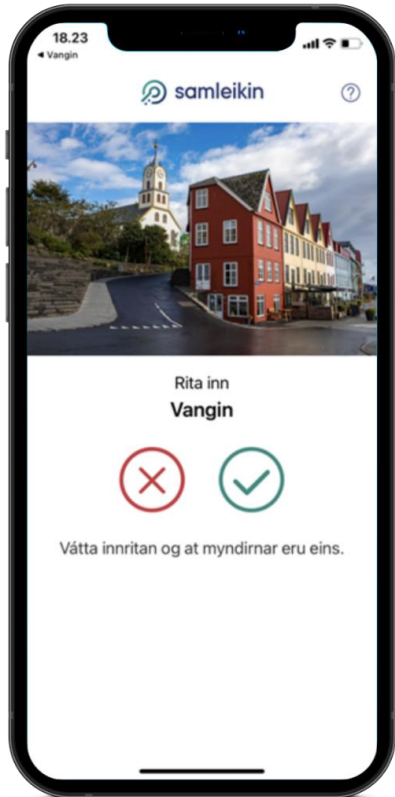 18.23
◀ Vangin
samleikin
?
Rita inn
Vangin
Vátta innritan og at myndirnar eru eins.